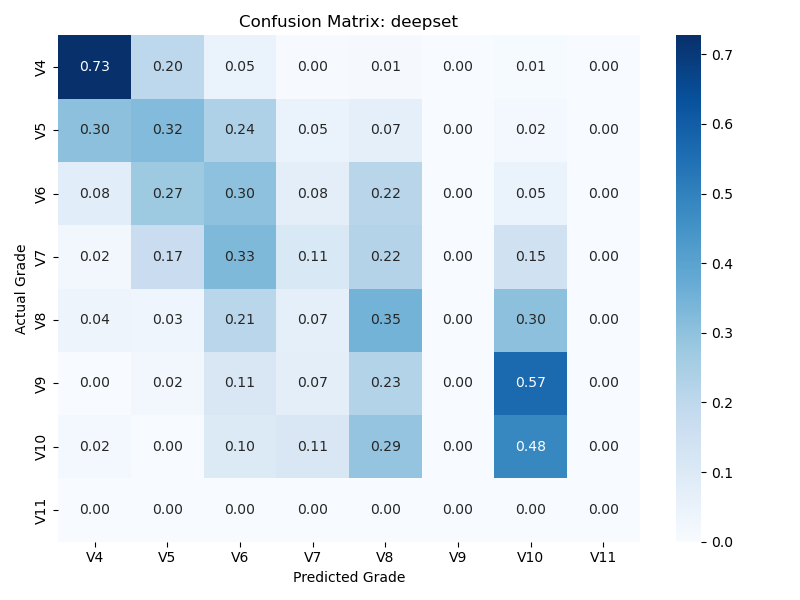 Confusion Matrix: deepset
Actual Grade
V4 0.73 0.20 0.05 0.00 0.01 0.00 0.01 0.00
V5 0.30 0.32 0.24 0.05 0.07 0.00 0.02 0.00
V6 0.08 0.27 0.30 0.08 0.22 0.00 0.05 0.00
V7 0.02 0.17 0.33 0.11 0.22 0.00 0.15 0.00
V8 0.04 0.03 0.21 0.07 0.35 0.00 0.30 0.00
V9 0.00 0.02 0.11 0.07 0.23 0.00 0.57 0.00
V10 0.02 0.00 0.10 0.11 0.29 0.00 0.48 0.00
V11 0.00 0.00 0.00 0.00 0.00 0.00 0.00 0.00
V4 V5 V6 V7 V8 V9 V10 V11
Predicted Grade
0.7
0.6
0.5
0.4
0.3
0.2
0.1
0.0